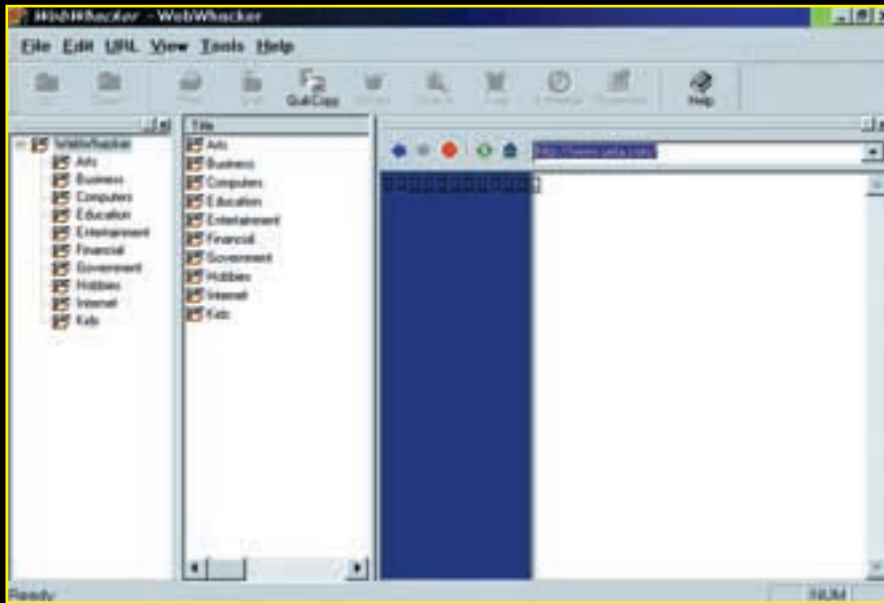 WebWhacker - WebWhacker
File Edit URL View Tools Help
QuikCopy Help
WebWhacker
Arts
Business
Computers
Education
Entertainment
Financial
Government
Hobbies
Internet
Kids
Title
Arts
Business
Computers
Education
Entertainment
Financial
Government
Hobbies
Internet
Kids
Ready NUM